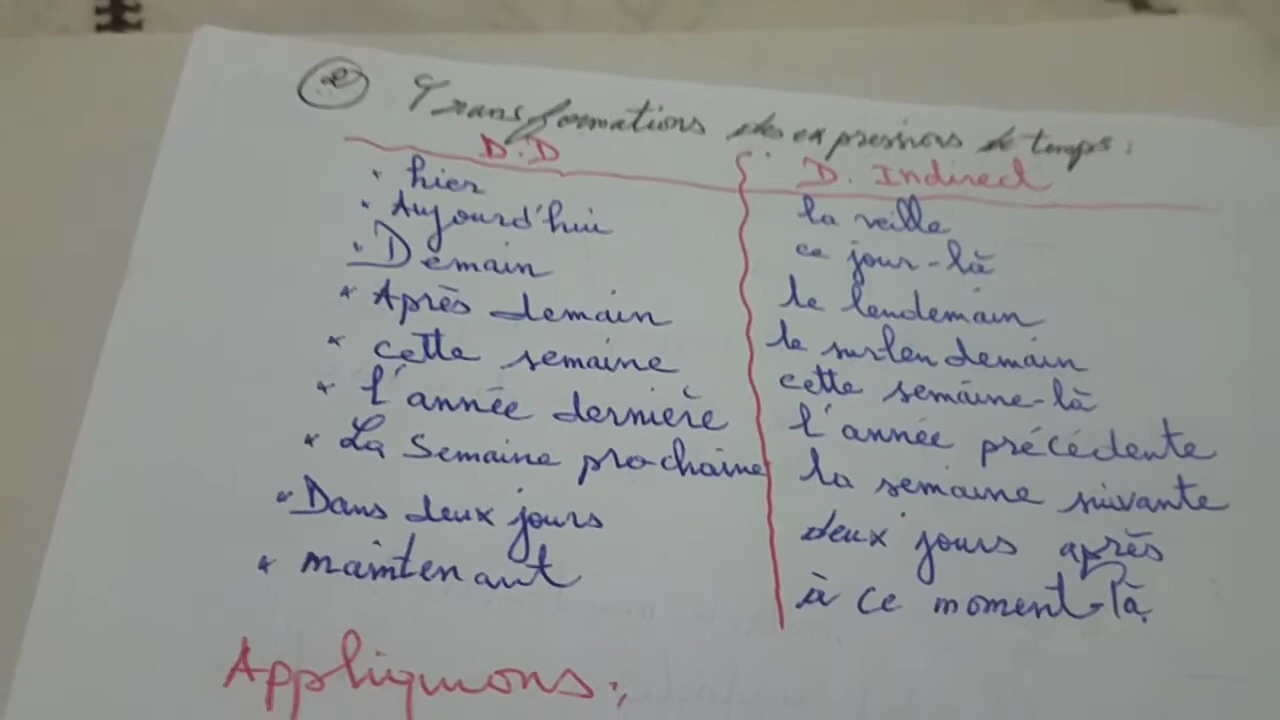 ② Transformations des expressions de temps :
D.D
D. Indirect
• hier
la veille
• Aujourd'hui
ce jour-là
• Demain
le lendemain
* Après demain
le surlendemain
* cette semaine
cette semaine-là
* l'année dernière
l'année précédente
* La Semaine prochaine
la semaine suivante
* Dans deux jours
deux jours après
* maintenant
à ce moment-là
Appliquons :